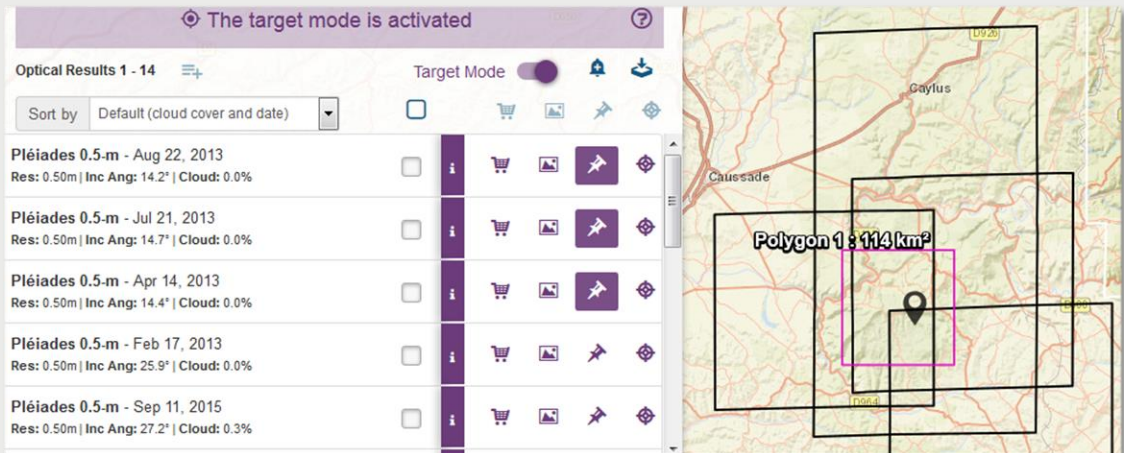 The target mode is activated
Optical Results 1 - 14
Target Mode
Sort by Default (cloud cover and date)
Pléiades 0.5-m - Aug 22, 2013
Res: 0.50m | Inc Ang: 14.2° | Cloud: 0.0%
Pléiades 0.5-m - Jul 21, 2013
Res: 0.50m | Inc Ang: 14.7° | Cloud: 0.0%
Pléiades 0.5-m - Apr 14, 2013
Res: 0.50m | Inc Ang: 14.4° | Cloud: 0.0%
Pléiades 0.5-m - Feb 17, 2013
Res: 0.50m | Inc Ang: 25.9° | Cloud: 0.0%
Pléiades 0.5-m - Sep 11, 2015
Res: 0.50m | Inc Ang: 27.2° | Cloud: 0.3%
D926
Caylus
Caussade
Polygon 1 : 114 km²
D964